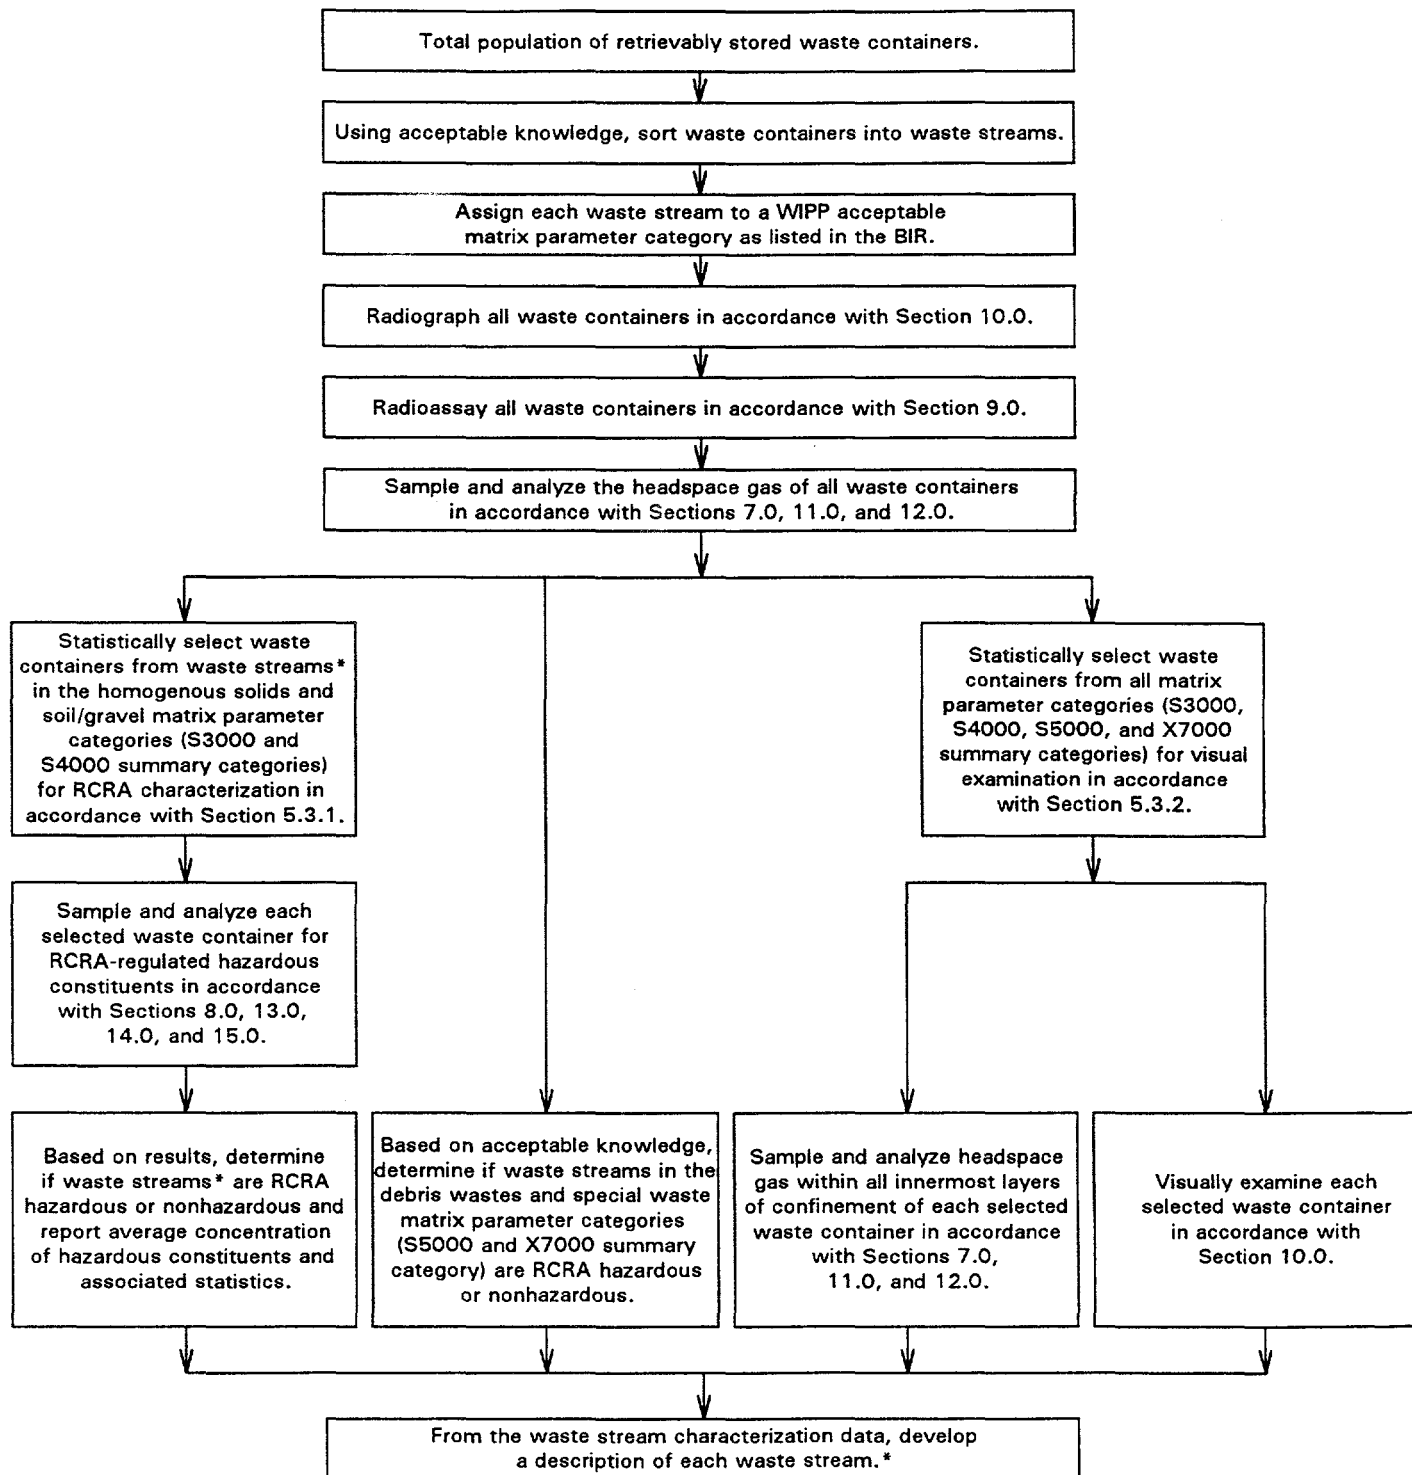 Total population of retrievably stored waste containers.
Using acceptable knowledge, sort waste containers into waste streams.
Assign each waste stream to a WIPP acceptable
matrix parameter category as listed in the BIR.
Radiograph all waste containers in accordance with Section 10.0.
Radioassay all waste containers in accordance with Section 9.0.
Sample and analyze the headspace gas of all waste containers
in accordance with Sections 7.0, 11.0, and 12.0.
Statistically select waste
containers from waste streams*
in the homogenous solids and
soil/gravel matrix parameter
categories (S3000 and
S4000 summary categories)
for RCRA characterization in
accordance with Section 5.3.1.
Statistically select waste
containers from all matrix
parameter categories (S3000,
S4000, S5000, and X7000
summary categories) for visual
examination in accordance
with Section 5.3.2.
Sample and analyze each
selected waste container for
RCRA-regulated hazardous
constituents in accordance
with Sections 8.0, 13.0,
14.0, and 15.0.
Based on results, determine
if waste streams* are RCRA
hazardous or nonhazardous and
report average concentration
of hazardous constituents and
associated statistics.
Based on acceptable knowledge,
determine if waste streams in the
debris wastes and special waste
matrix parameter categories
(S5000 and X7000 summary
category) are RCRA hazardous
or nonhazardous.
Sample and analyze headspace
gas within all innermost layers
of confinement of each selected
waste container in accordance
with Sections 7.0,
11.0, and 12.0.
Visually examine each
selected waste container
in accordance with
Section 10.0.
From the waste stream characterization data, develop
a description of each waste stream.*